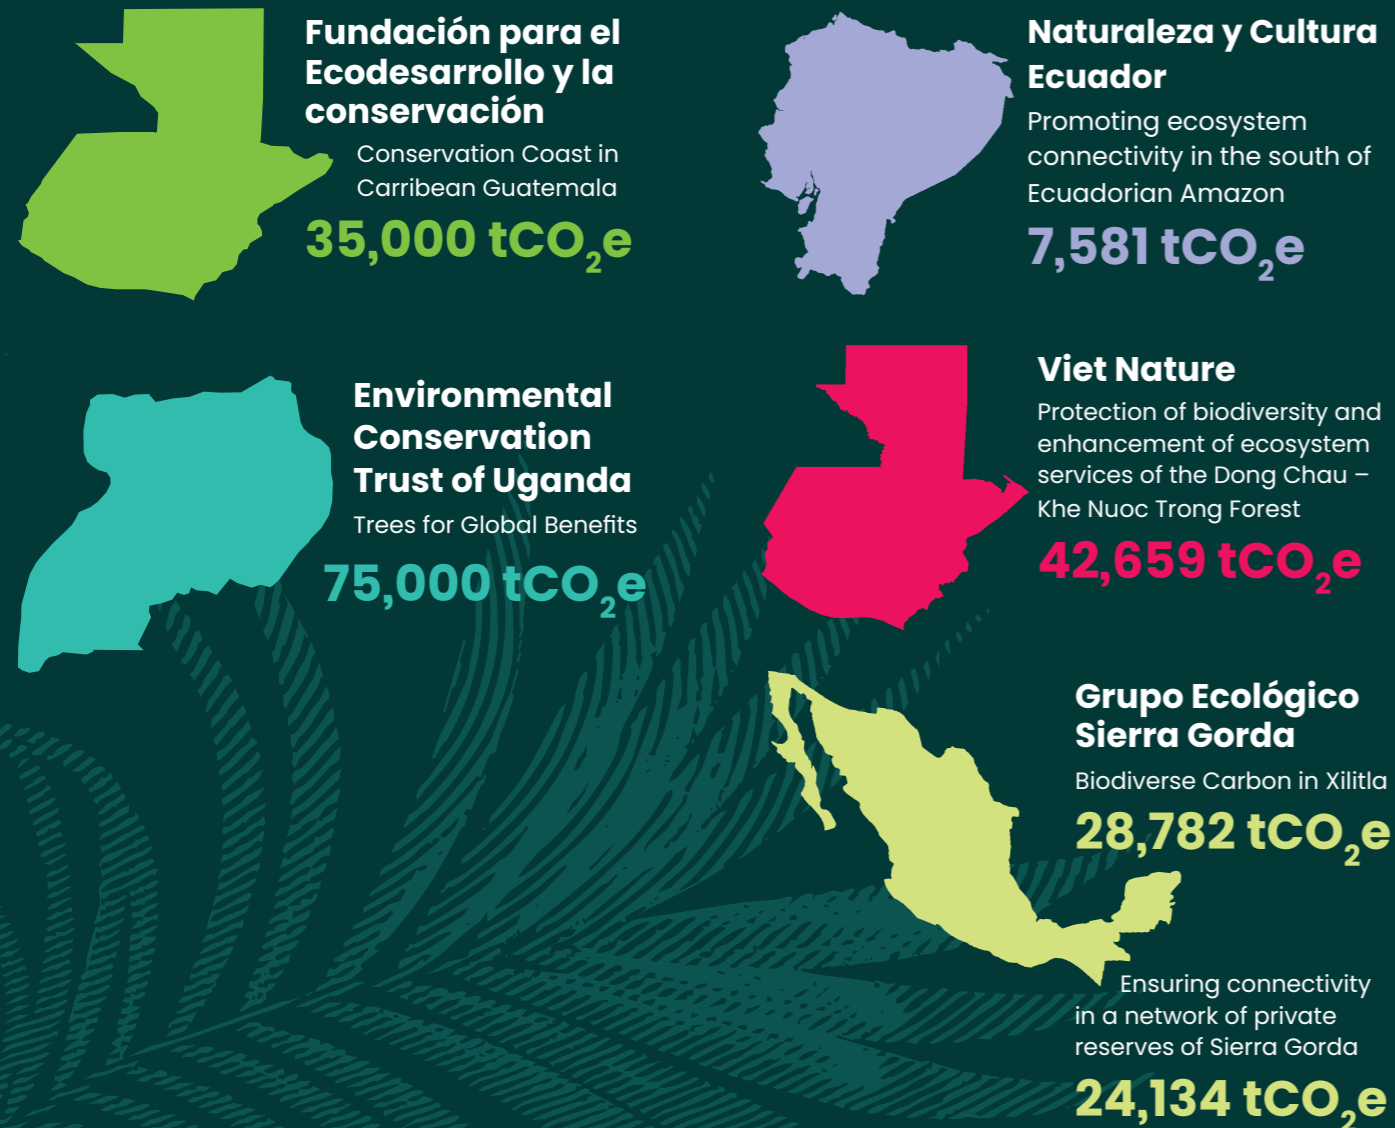 Fundación para el
Ecodesarrollo y la
conservación
Conservation Coast in
Carribean Guatemala
35,000 tCO₂e
Naturaleza y Cultura
Ecuador
Promoting ecosystem
connectivity in the south of
Ecuadorian Amazon
7,581 tCO₂e
Environmental
Conservation
Trust of Uganda
Trees for Global Benefits
75,000 tCO₂e
Viet Nature
Protection of biodiversity and
enhancement of ecosystem
services of the Dong Chau –
Khe Nuoc Trong Forest
42,659 tCO₂e
Grupo Ecológico
Sierra Gorda
Biodiverse Carbon in Xilitla
28,782 tCO₂e
Ensuring connectivity
in a network of private
reserves of Sierra Gorda
24,134 tCO₂e